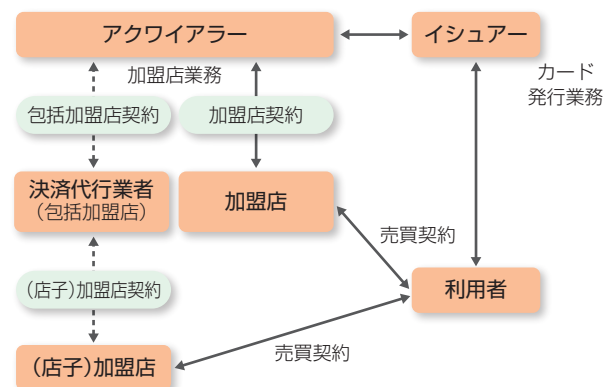 アクワイアラー
イシュアー
加盟店業務
カード
発行業務
包括加盟店契約
加盟店契約
決済代行業者
（包括加盟店）
加盟店
売買契約
（店子）加盟店契約
利用者
（店子）加盟店
売買契約